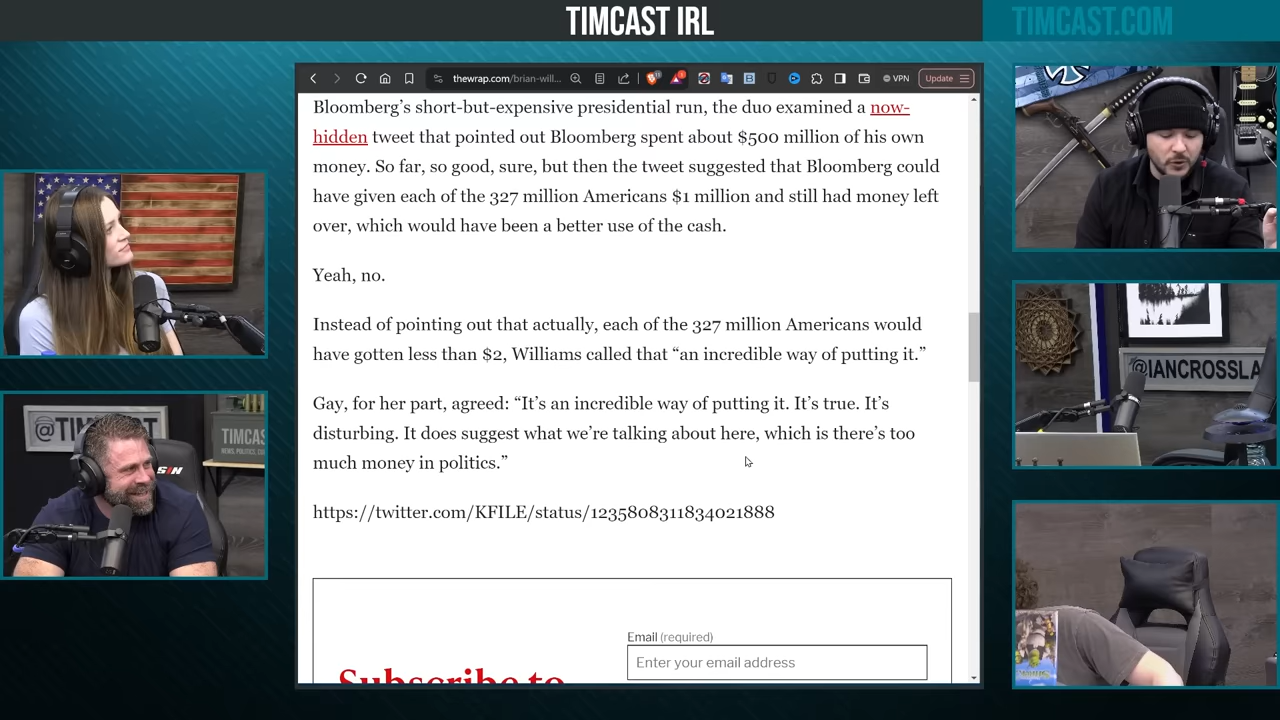 TIMCAST IRL
TIMCAST.COM
thewrap.com/brian-will...
VPN
Update
Bloomberg’s short-but-expensive presidential run, the duo examined a now-
hidden tweet that pointed out Bloomberg spent about $500 million of his own
money. So far, so good, sure, but then the tweet suggested that Bloomberg could
have given each of the 327 million Americans $1 million and still had money left
over, which would have been a better use of the cash.
Yeah, no.
Instead of pointing out that actually, each of the 327 million Americans would
have gotten less than $2, Williams called that “an incredible way of putting it.”
Gay, for her part, agreed: “It’s an incredible way of putting it. It’s true. It’s
disturbing. It does suggest what we’re talking about here, which is there’s too
much money in politics.”
https://twitter.com/KFILE/status/1235808311834021888
Email (required)
Enter your email address
Subscribe to
@TIM
TIMCAS
@IANCROSSLA